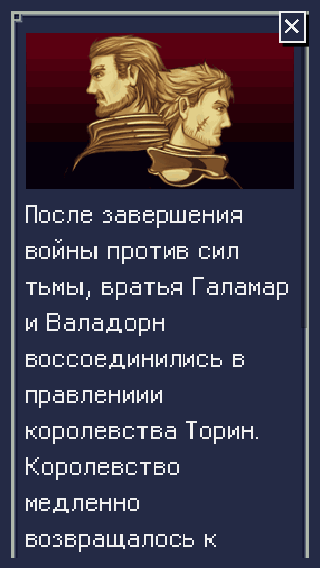 После завершения
войны против сил
тьмы, братья Галамар
и Валадорн
воссоединились в
правлениии
королевства Торин.
Королевство
медленно
возвращалось к